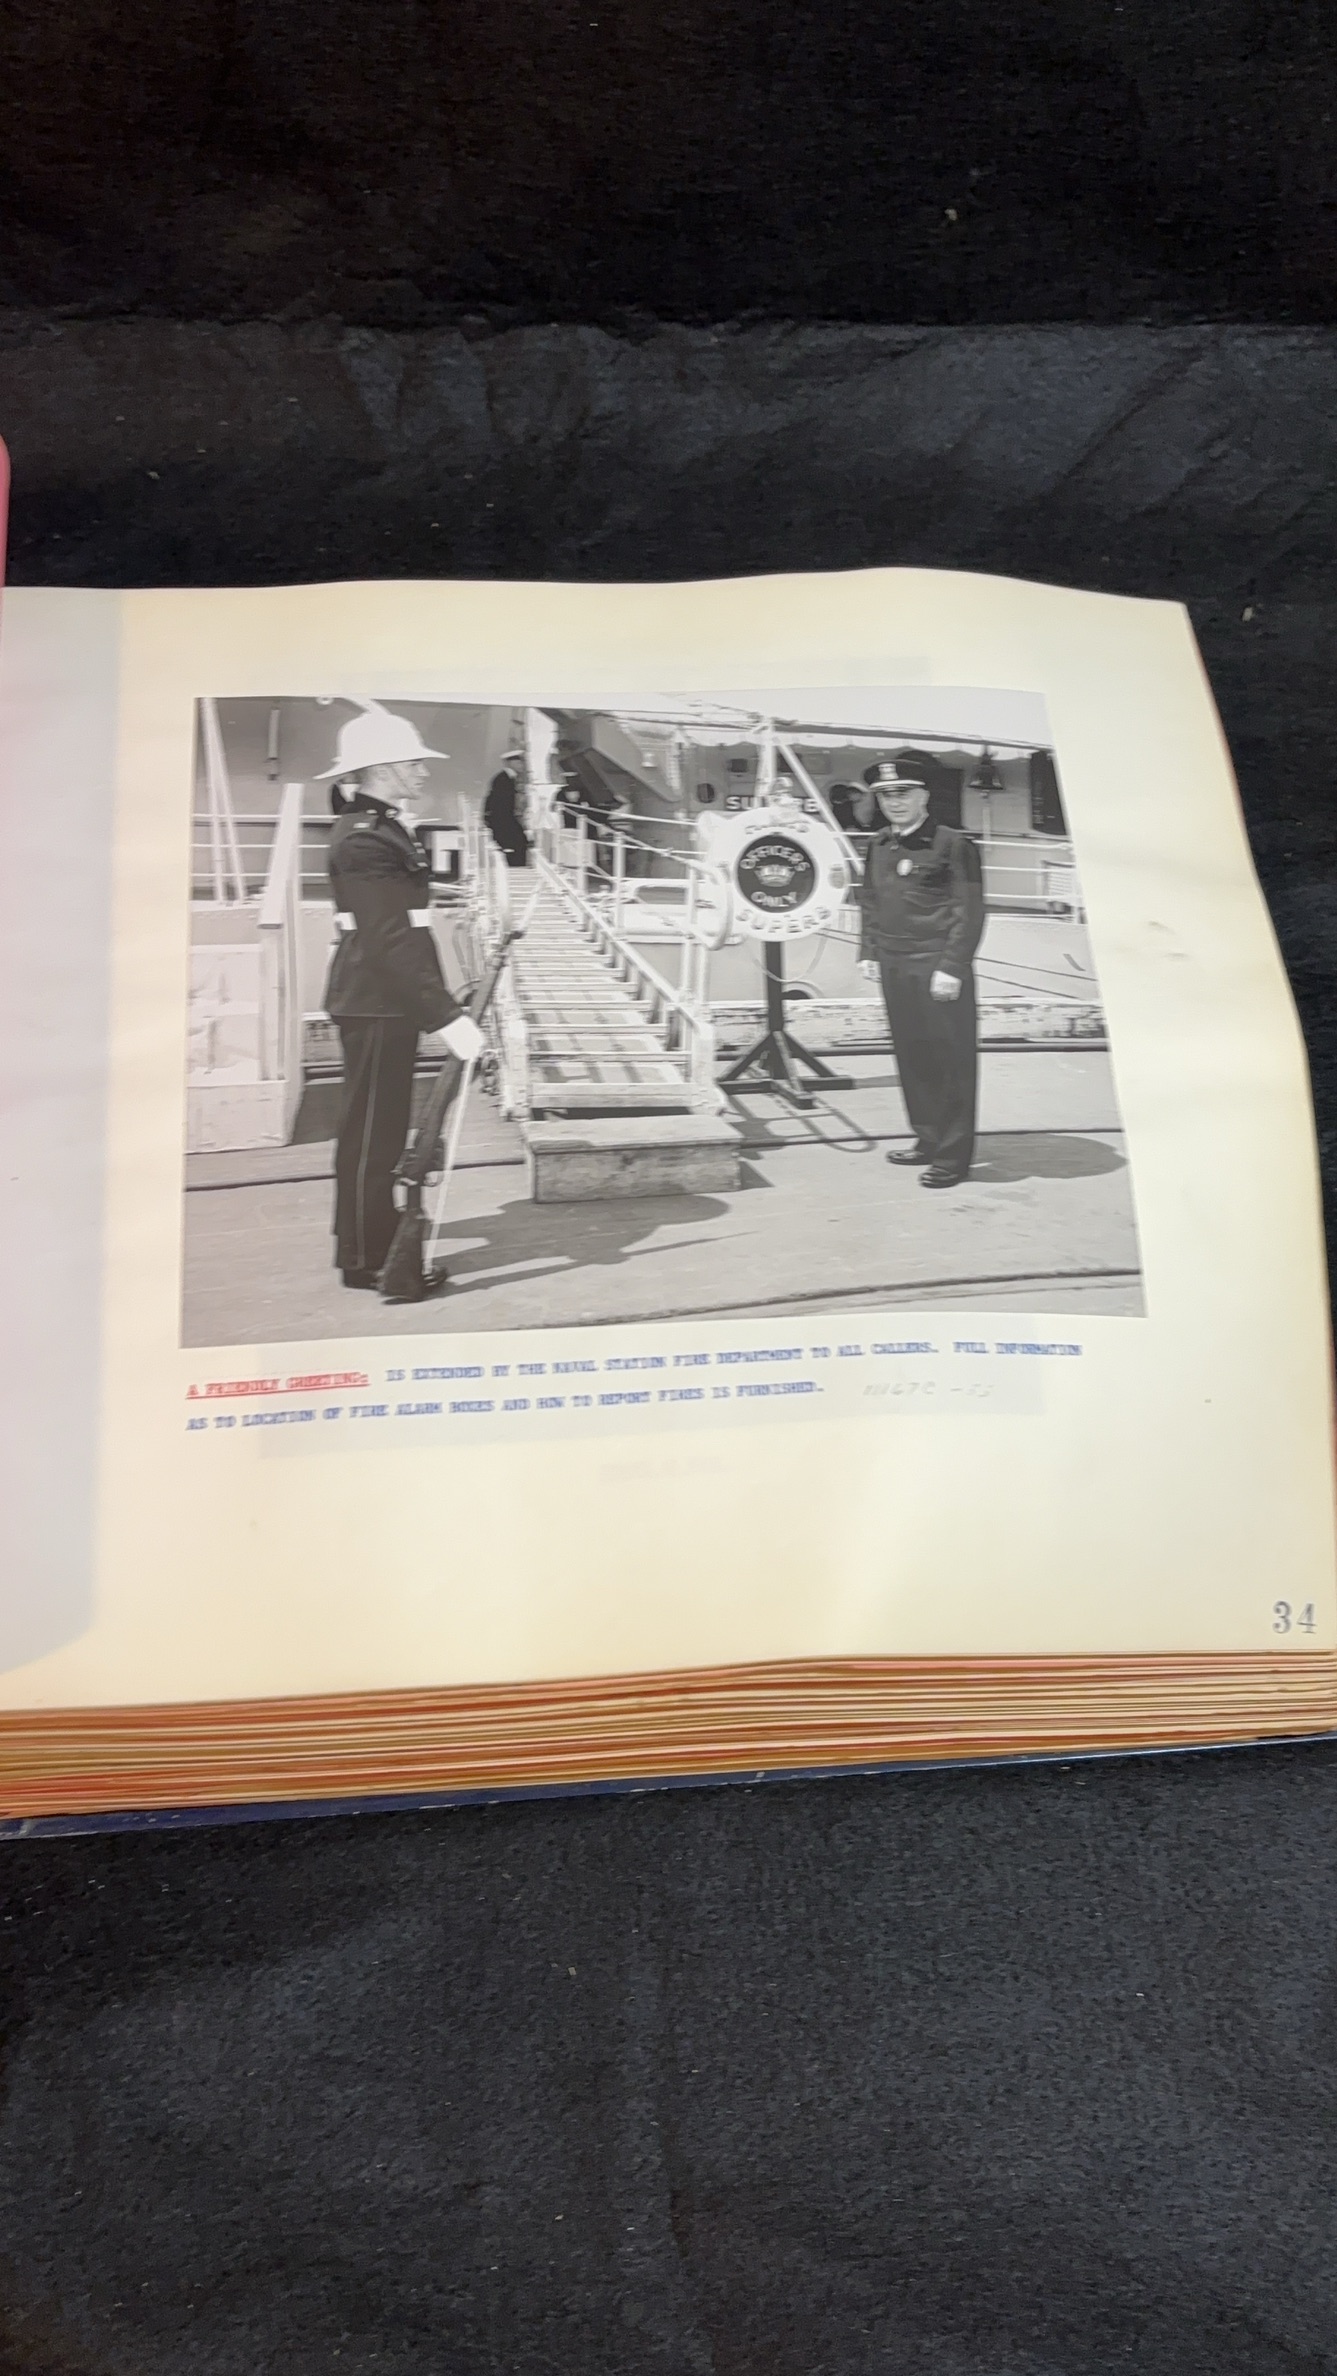 SUPERB
H.M.S
OFFICERS
ONLY
SUPERB
A FRIENDLY GREETING: IS EXTENDED BY THE NAVAL STATION FIRE DEPARTMENT TO ALL CALLERS. FULL INFORMATION
AS TO LOCATION OF FIRE ALARM BOXES AND HOW TO REPORT FIRES IS FURNISHED.
34